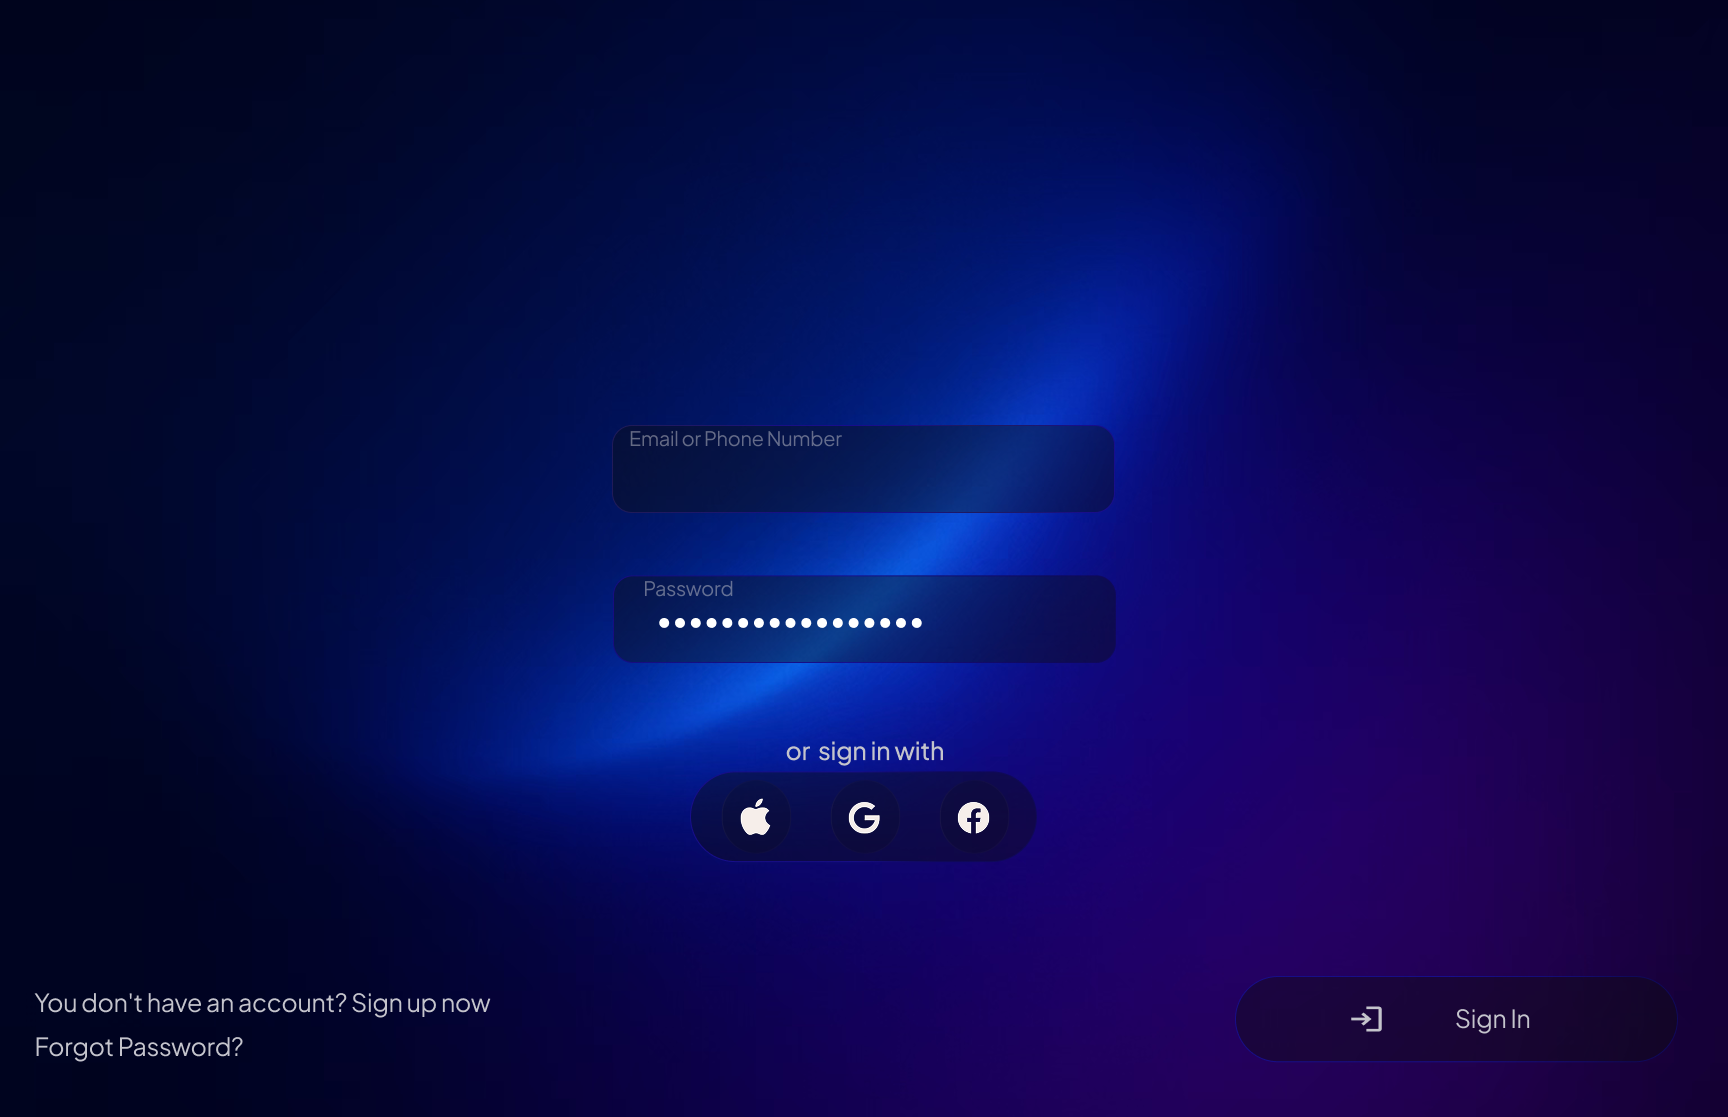 Email or Phone Number
Password
or sign in with
You don't have an account? Sign up now
Forgot Password?
Sign In